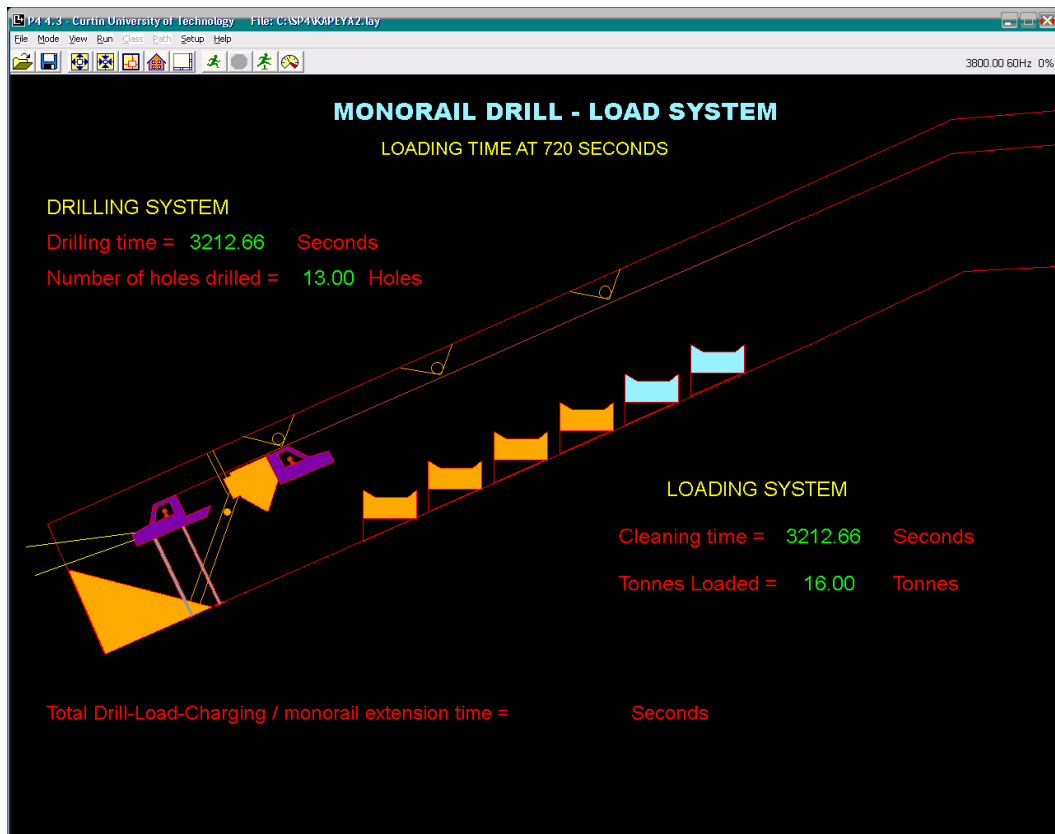 P4 4.3 - Curtin University of Technology File: C:\SP4\KAPEYA2.lay
File Mode View Run Class Path Setup Help
3800.00 60Hz 0%
MONORAIL DRILL - LOAD SYSTEM
LOADING TIME AT 720 SECONDS
DRILLING SYSTEM
Drilling time = 3212.66 Seconds
Number of holes drilled = 13.00 Holes
LOADING SYSTEM
Cleaning time = 3212.66 Seconds
Tonnes Loaded = 16.00 Tonnes
Total Drill-Load-Charging / monorail extension time = Seconds